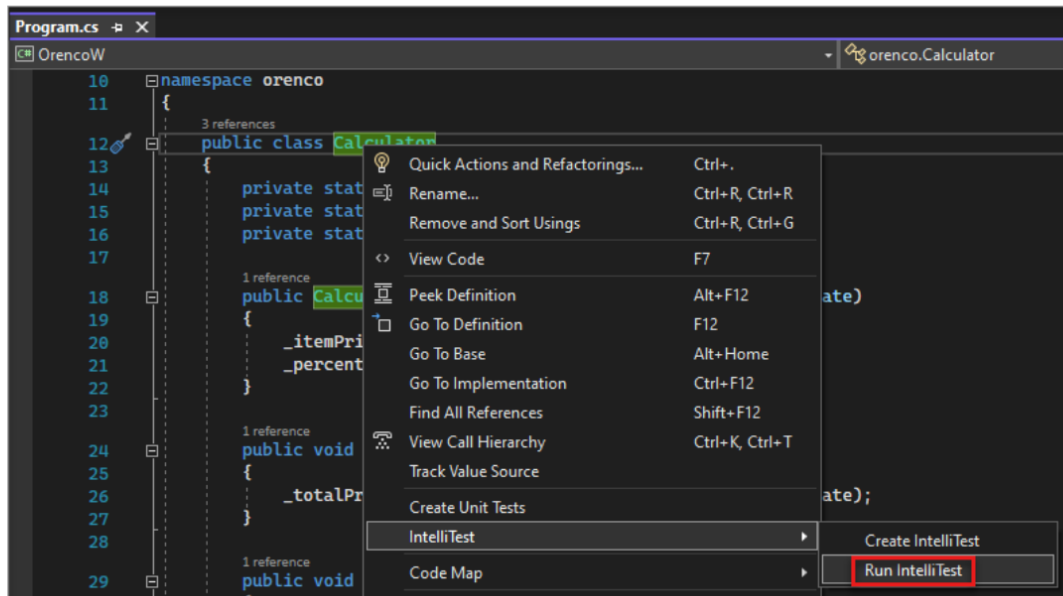 Program.cs
C# OrencoW orenco.Calculator
10 namespace orenco
11 {
3 references
12 public class Calculator
13 {
14 private stat
15 private stat
16 private stat
17
1 reference
18 public Calcu ate)
19 {
20 _itemPri
21 _percent
22 }
23
1 reference
24 public void
25 {
26 _totalPr ate);
27 }
28
1 reference
29 public void
Quick Actions and Refactorings... Ctrl+.
Rename... Ctrl+R, Ctrl+R
Remove and Sort Usings Ctrl+R, Ctrl+G
View Code F7
Peek Definition Alt+F12
Go To Definition F12
Go To Base Alt+Home
Go To Implementation Ctrl+F12
Find All References Shift+F12
View Call Hierarchy Ctrl+K, Ctrl+T
Track Value Source
Create Unit Tests
IntelliTest
Code Map
Create IntelliTest
Run IntelliTest